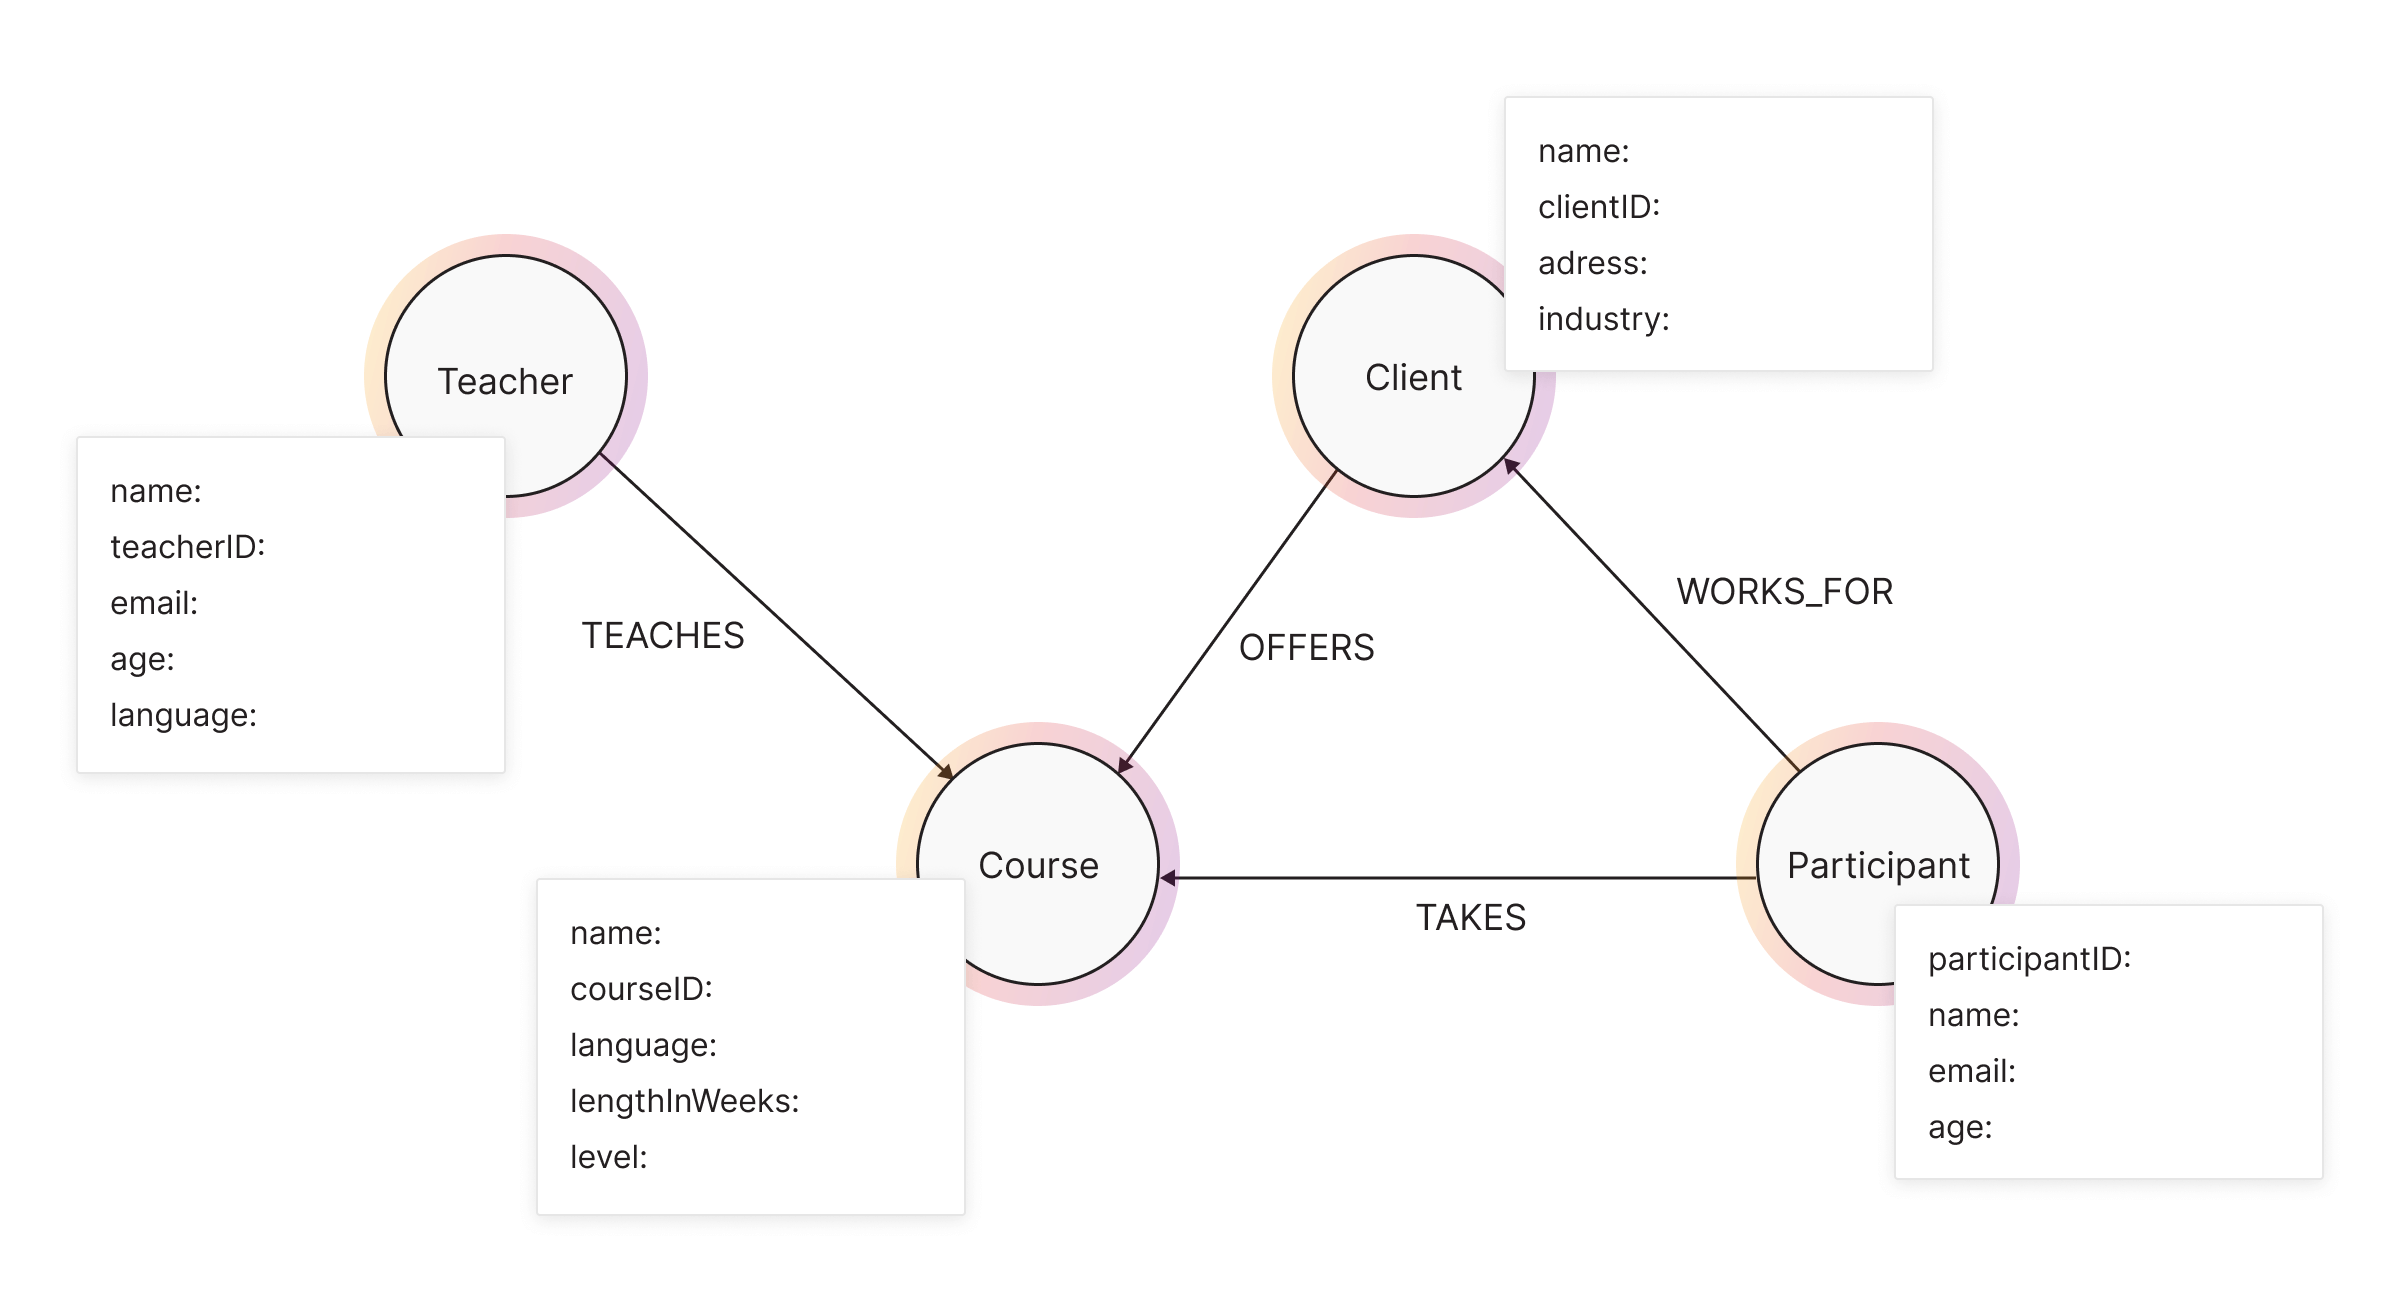 name:
clientID:
adress:
industry:
Teacher
Client
name:
teacherID:
email:
age:
language:
TEACHES
OFFERS
WORKS_FOR
Course
Participant
TAKES
name:
courseID:
language:
lengthInWeeks:
level:
participantID:
name:
email:
age: